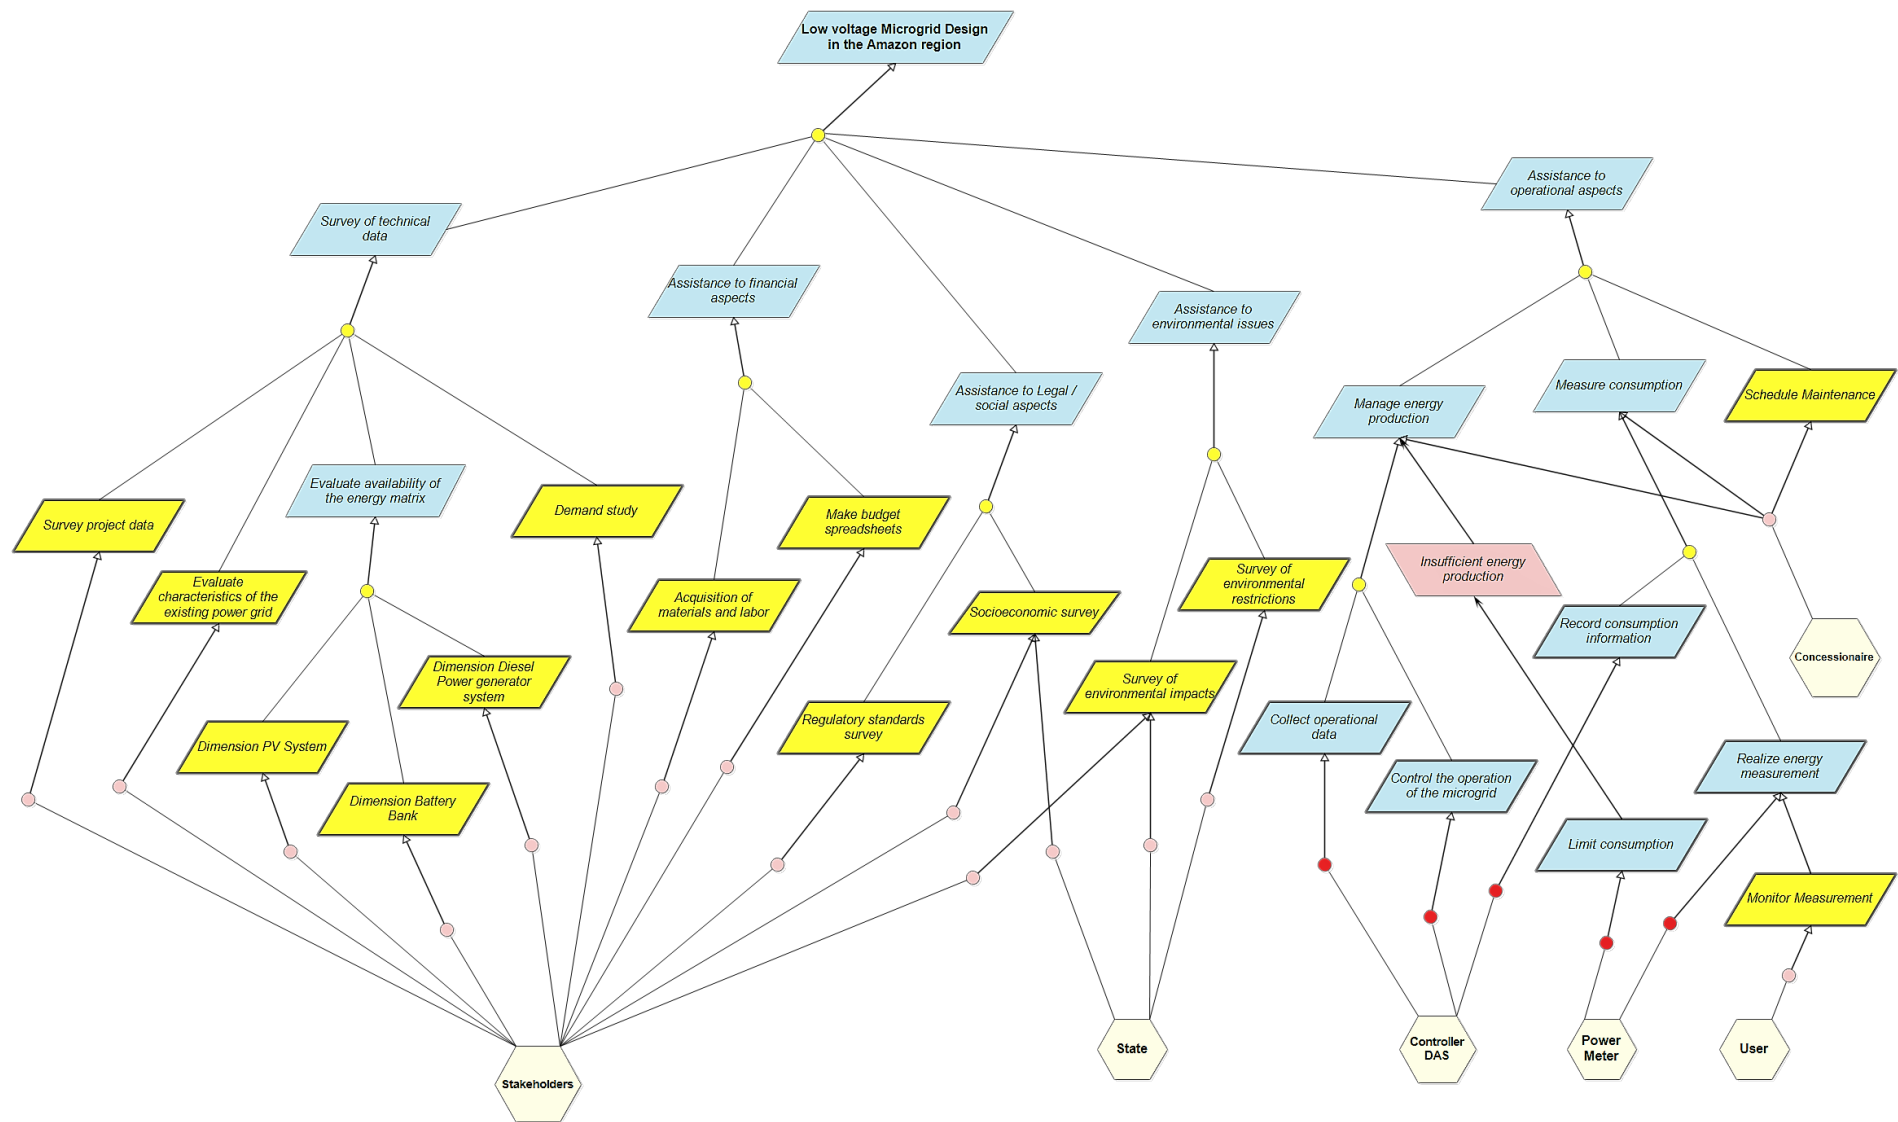 Low voltage Microgrid Design
in the Amazon region
Assistance to
operational aspects
Survey of technical
data
Assistance to financial
aspects
Assistance to
environmental issues
Assistance to Legal /
social aspects
Manage energy
production
Measure consumption
Schedule Maintenance
Evaluate availability of
the energy matrix
Survey project data
Demand study
Make budget
spreadsheets
Evaluate
characteristics of the
existing power grid
Acquisition of
materials and labor
Socioeconomic survey
Survey of
environmental
restrictions
Insufficient energy
production
Record consumption
information
Concessionaire
Dimension Diesel
Power generator
system
Survey of
environmental impacts
Dimension PV System
Regulatory standards
survey
Collect operational
data
Control the operation
of the microgrid
Realize energy
measurement
Dimension Battery
Bank
Limit consumption
Monitor Measurement
Stakeholders
State
Controller
DAS
Power
Meter
User